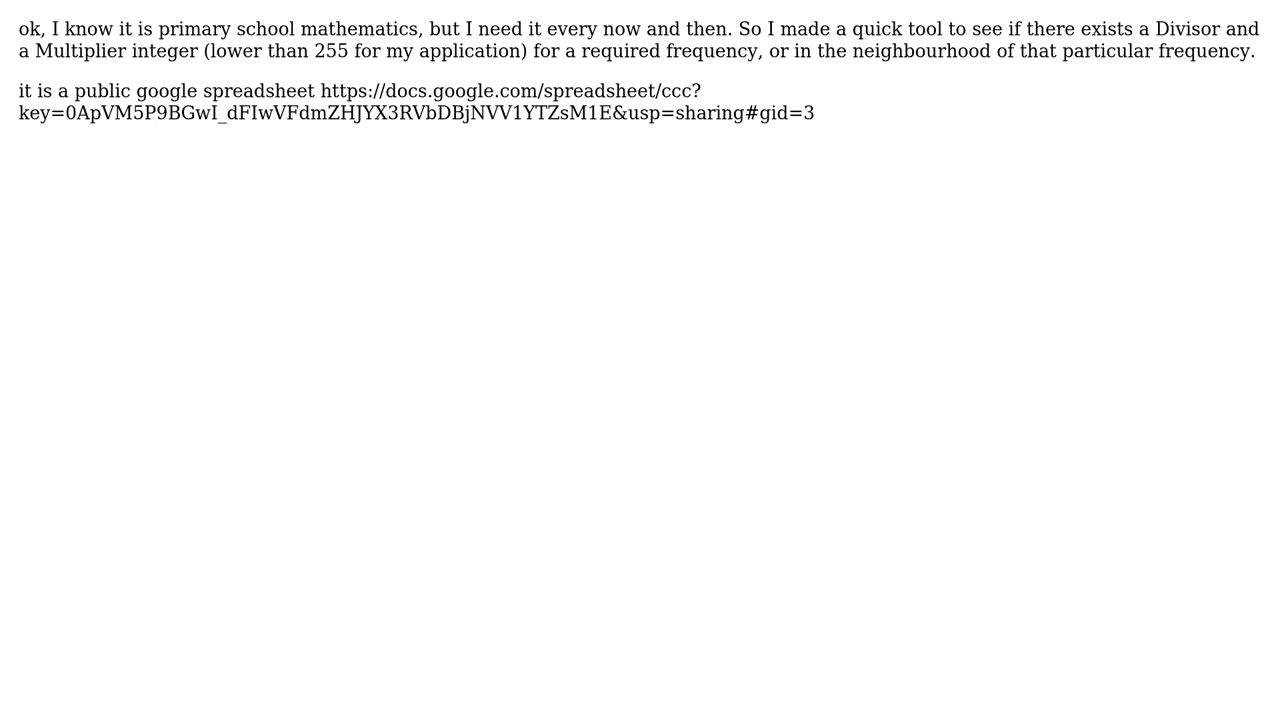 ok, I know it is primary school mathematics, but I need it every now and then. So I made a quick tool to see if there exists a Divisor and
a Multiplier integer (lower than 255 for my application) for a required frequency, or in the neighbourhood of that particular frequency.
it is a public google spreadsheet https://docs.google.com/spreadsheet/ccc?
key=0ApVM5P9BGwI_dFIwVFdmZHJYX3RVbDBjNVV1YTZsM1E&usp=sharing#gid=3